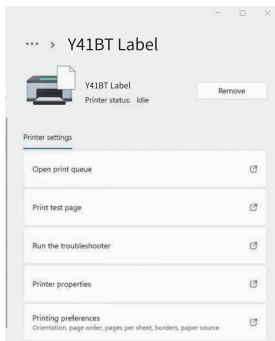 ··· > Y41BT Label
Y41BT Label
Printer status: Idle
Remove
Printer settings
Open print queue
Print test page
Run the troubleshooter
Printer properties
Printing preferences
Orientation, page order, pages per sheet, borders, paper source